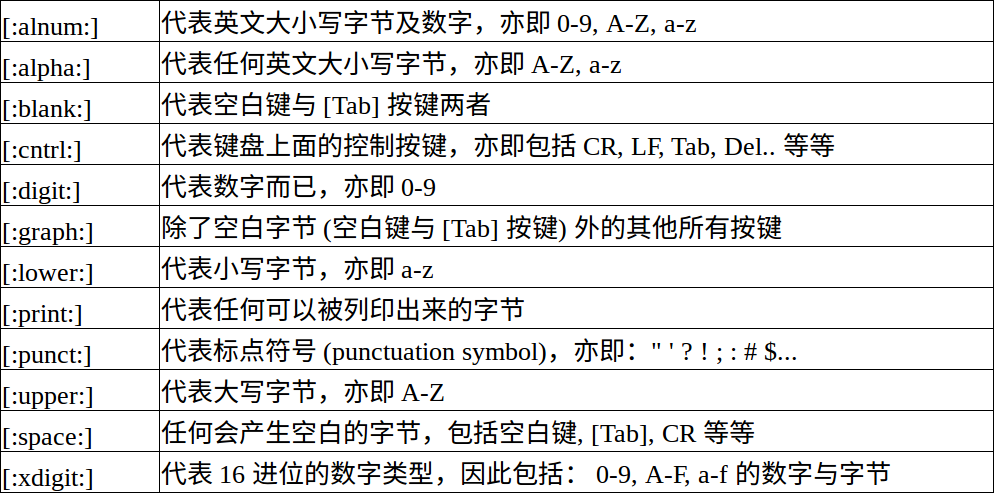 [:alnum:] 代表英文大小写字节及数字，亦即 0-9, A-Z, a-z
[:alpha:] 代表任何英文大小写字节，亦即 A-Z, a-z
[:blank:] 代表空白键与 [Tab] 按键两者
[:cntrl:] 代表键盘上面的控制按键，亦即包括 CR, LF, Tab, Del.. 等等
[:digit:] 代表数字而已，亦即 0-9
[:graph:] 除了空白字节 (空白键与 [Tab] 按键) 外的其他所有按键
[:lower:] 代表小写字节，亦即 a-z
[:print:] 代表任何可以被列印出来的字节
[:punct:] 代表标点符号 (punctuation symbol)，亦即：" ' ? ! ; : # $...
[:upper:] 代表大写字节，亦即 A-Z
[:space:] 任何会产生空白的字节，包括空白键, [Tab], CR 等等
[:xdigit:] 代表 16 进位的数字类型，因此包括： 0-9, A-F, a-f 的数字与字节